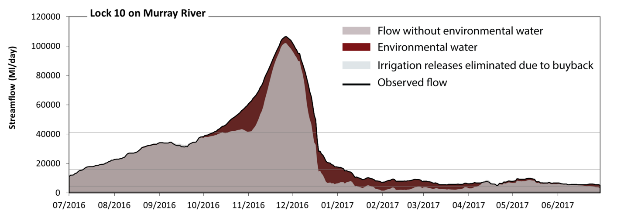 Lock 10 on Murray River
Streamflow (Ml/day)
120000
100000
80000
60000
40000
20000
0
Flow without environmental water
Environmental water
Irrigation releases eliminated due to buyback
Observed flow
07/2016 08/2016 09/2016 10/2016 11/2016 12/2016 01/2017 02/2017 03/2017 04/2017 05/2017 06/2017